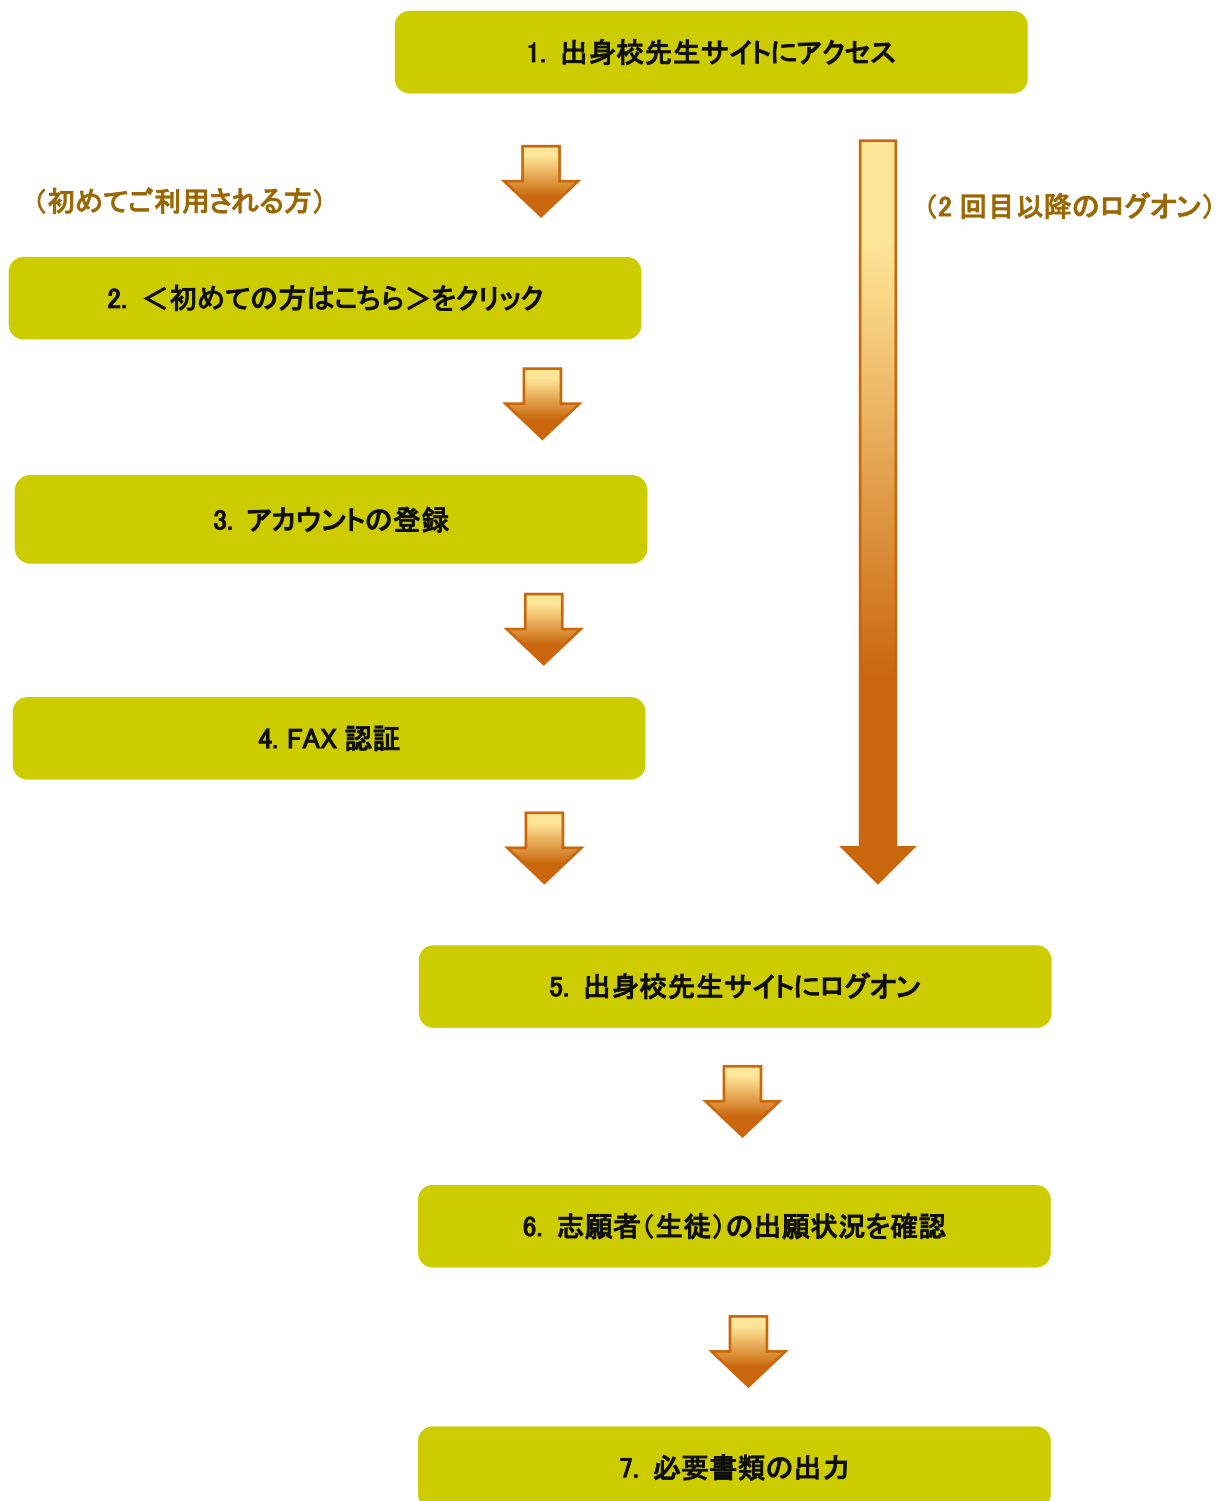 1. 出身校先生サイトにアクセス
（初めてご利用される方）
（2 回目以降のログオン）
2. ＜初めての方はこちら＞をクリック
3. アカウントの登録
4. FAX 認証
5. 出身校先生サイトにログオン
6. 志願者（生徒）の出願状況を確認
7. 必要書類の出力